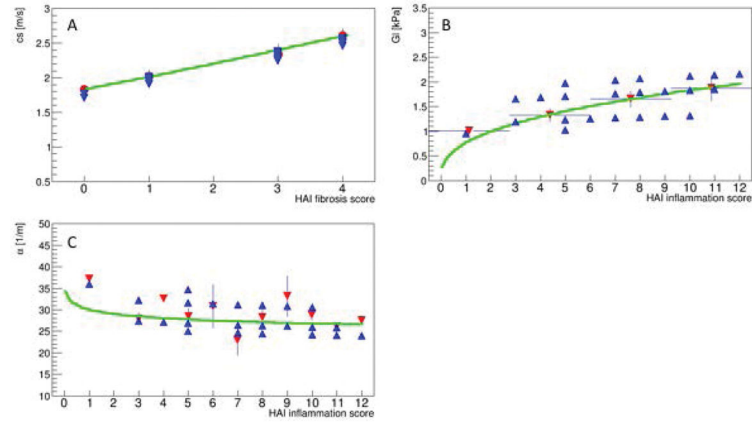 A
cs [m/s]
3
2.5
2
1.5
1
0.5
0 1 3 4
HAI fibrosis score
B
Gl [kPa]
3.5
3
2.5
2
1.5
1
0.5
0
0 1 2 3 4 5 6 7 8 9 10 11 12
HAI inflammation score
C
α [1/m]
50
45
40
35
30
25
20
15
10
0 1 2 3 4 5 6 7 8 9 10 11 12
HAI inflammation score